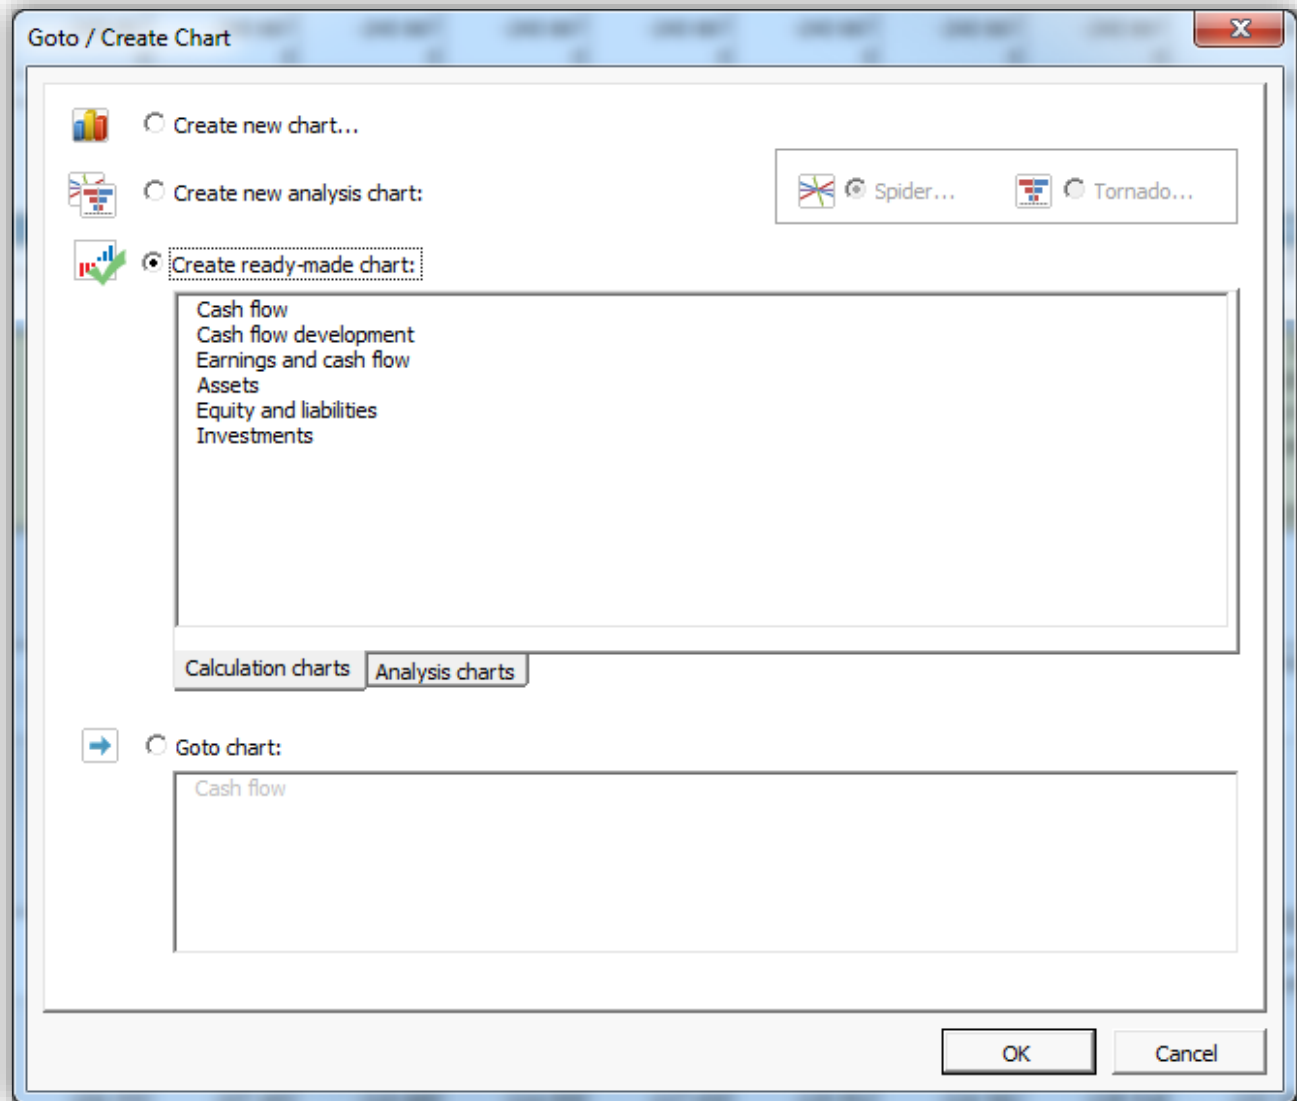 Goto / Create Chart
Create new chart...
Create new analysis chart:
Spider...
Tornado...
Create ready-made chart:
Cash flow
Cash flow development
Earnings and cash flow
Assets
Equity and liabilities
Investments
Calculation charts
Analysis charts
Goto chart:
Cash flow
OK
Cancel